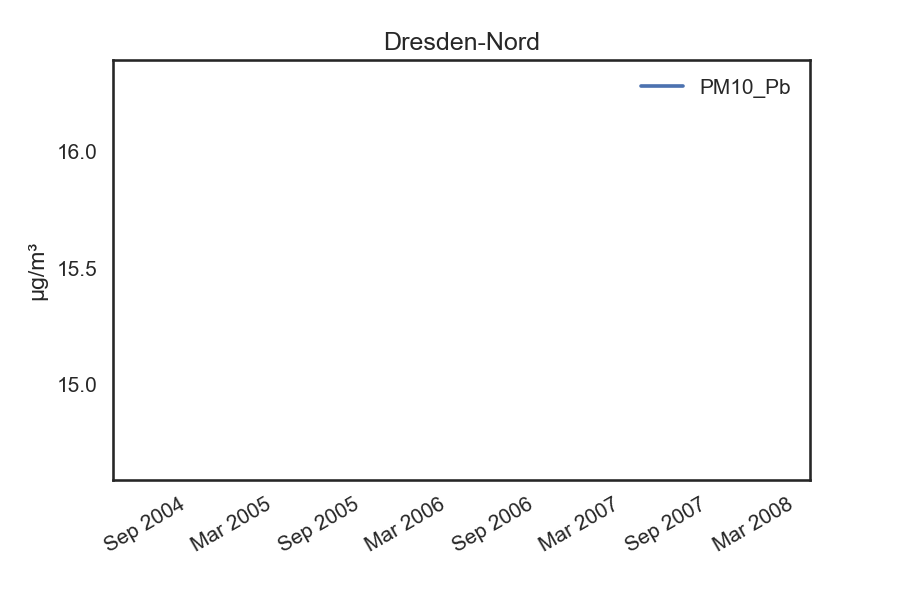 Dresden-Nord
PM10_Pb
µg/m³
16.0
15.5
15.0
Sep 2004
Mar 2005
Sep 2005
Mar 2006
Sep 2006
Mar 2007
Sep 2007
Mar 2008